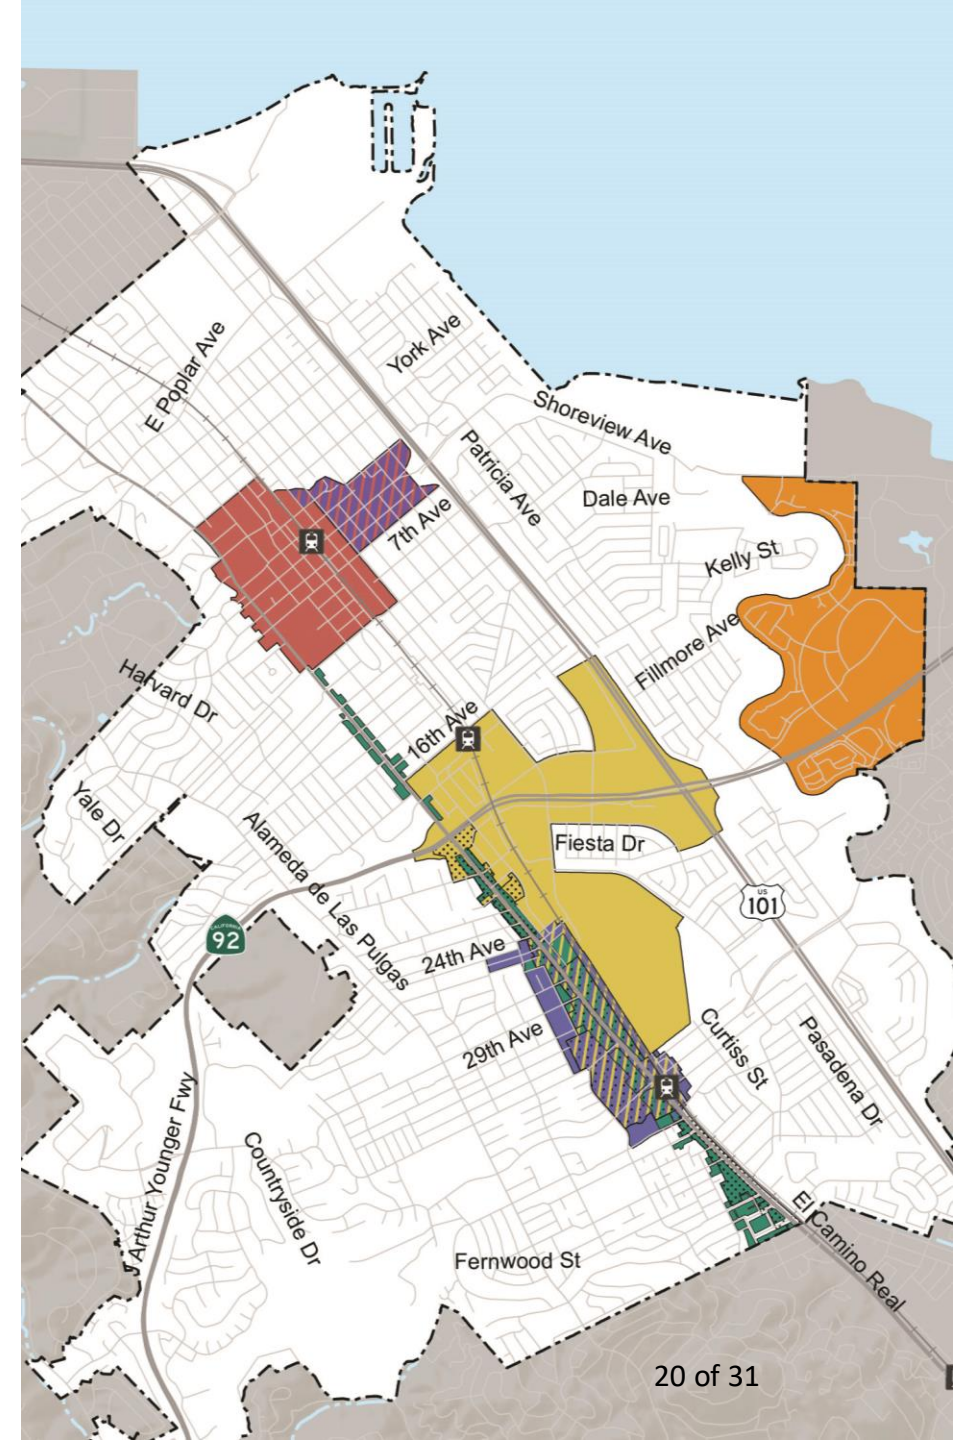 York Ave
E Poplar Ave
Shoreview Ave
Patricia Ave
Dale Ave
7th Ave
Kelly St
Fillmore Ave
Harvard Dr
16th Ave
Yale Dr
Alameda de Las Pulgas
Fiesta Dr
US
101
CALIFORNIA
92
24th Ave
29th Ave
Curtiss St
Pasadena Dr
J Arthur Younger Fwy
Countryside Dr
El Camino Real
Fernwood St
20 of 31